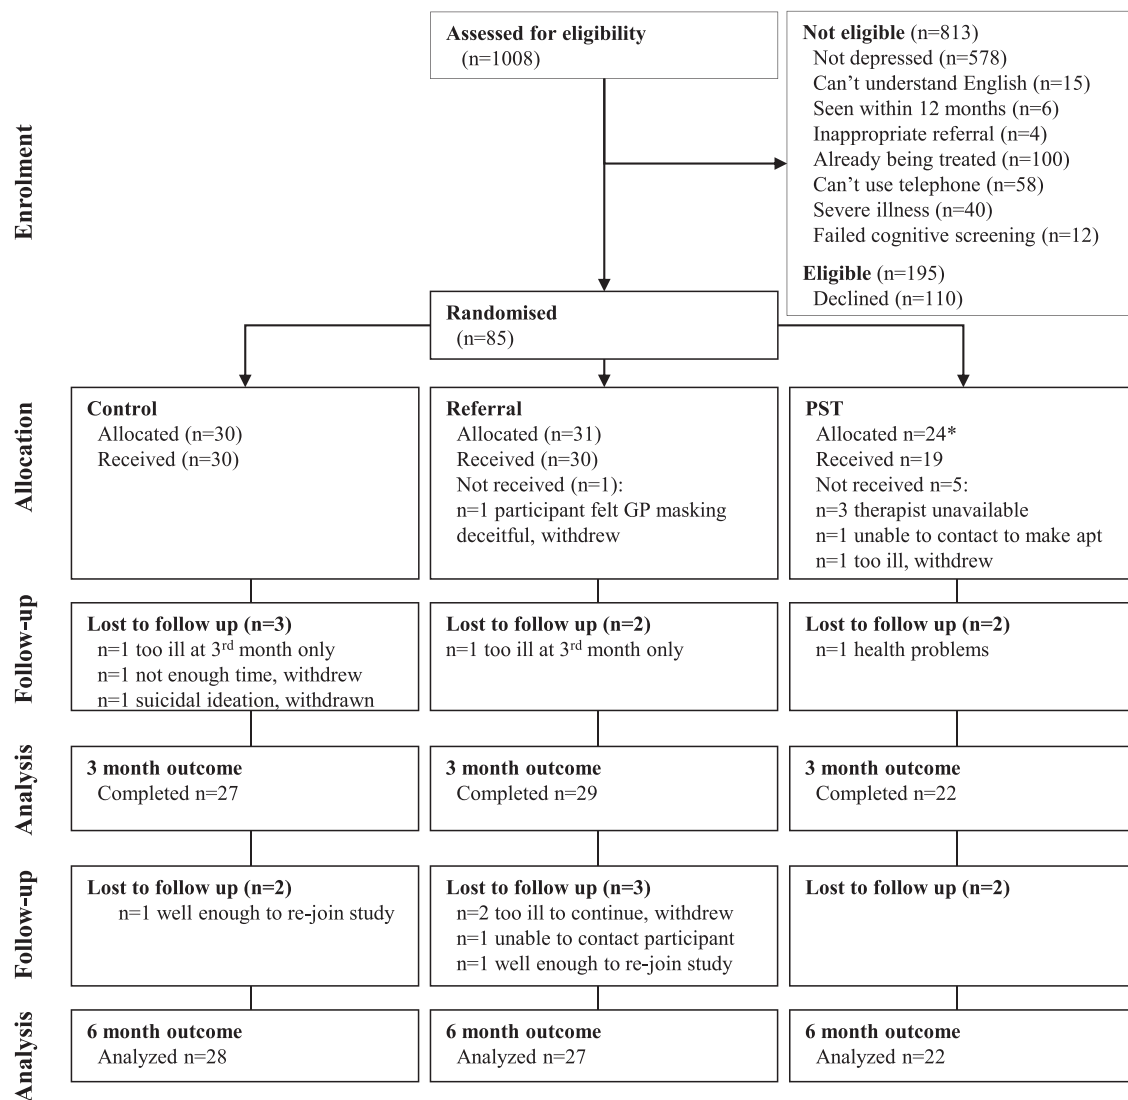 Enrolment
Assessed for eligibility
(n=1008)
Not eligible (n=813)
Not depressed (n=578)
Can't understand English (n=15)
Seen within 12 months (n=6)
Inappropriate referral (n=4)
Already being treated (n=100)
Can't use telephone (n=58)
Severe illness (n=40)
Failed cognitive screening (n=12)
Eligible (n=195)
Declined (n=110)
Randomised
(n=85)
Allocation
Control
Allocated (n=30)
Received (n=30)
Referral
Allocated (n=31)
Received (n=30)
Not received (n=1):
n=1 participant felt GP masking
deceitful, withdrew
PST
Allocated n=24*
Received n=19
Not received n=5:
n=3 therapist unavailable
n=1 unable to contact to make apt
n=1 too ill, withdrew
Follow-up
Lost to follow up (n=3)
n=1 too ill at 3rd month only
n=1 not enough time, withdrew
n=1 suicidal ideation, withdrawn
Lost to follow up (n=2)
n=1 too ill at 3rd month only
Lost to follow up (n=2)
n=1 health problems
Analysis
3 month outcome
Completed n=27
3 month outcome
Completed n=29
3 month outcome
Completed n=22
Follow-up
Lost to follow up (n=2)
n=1 well enough to re-join study
Lost to follow up (n=3)
n=2 too ill to continue, withdrew
n=1 unable to contact participant
n=1 well enough to re-join study
Lost to follow up (n=2)
Analysis
6 month outcome
Analyzed n=28
6 month outcome
Analyzed n=27
6 month outcome
Analyzed n=22